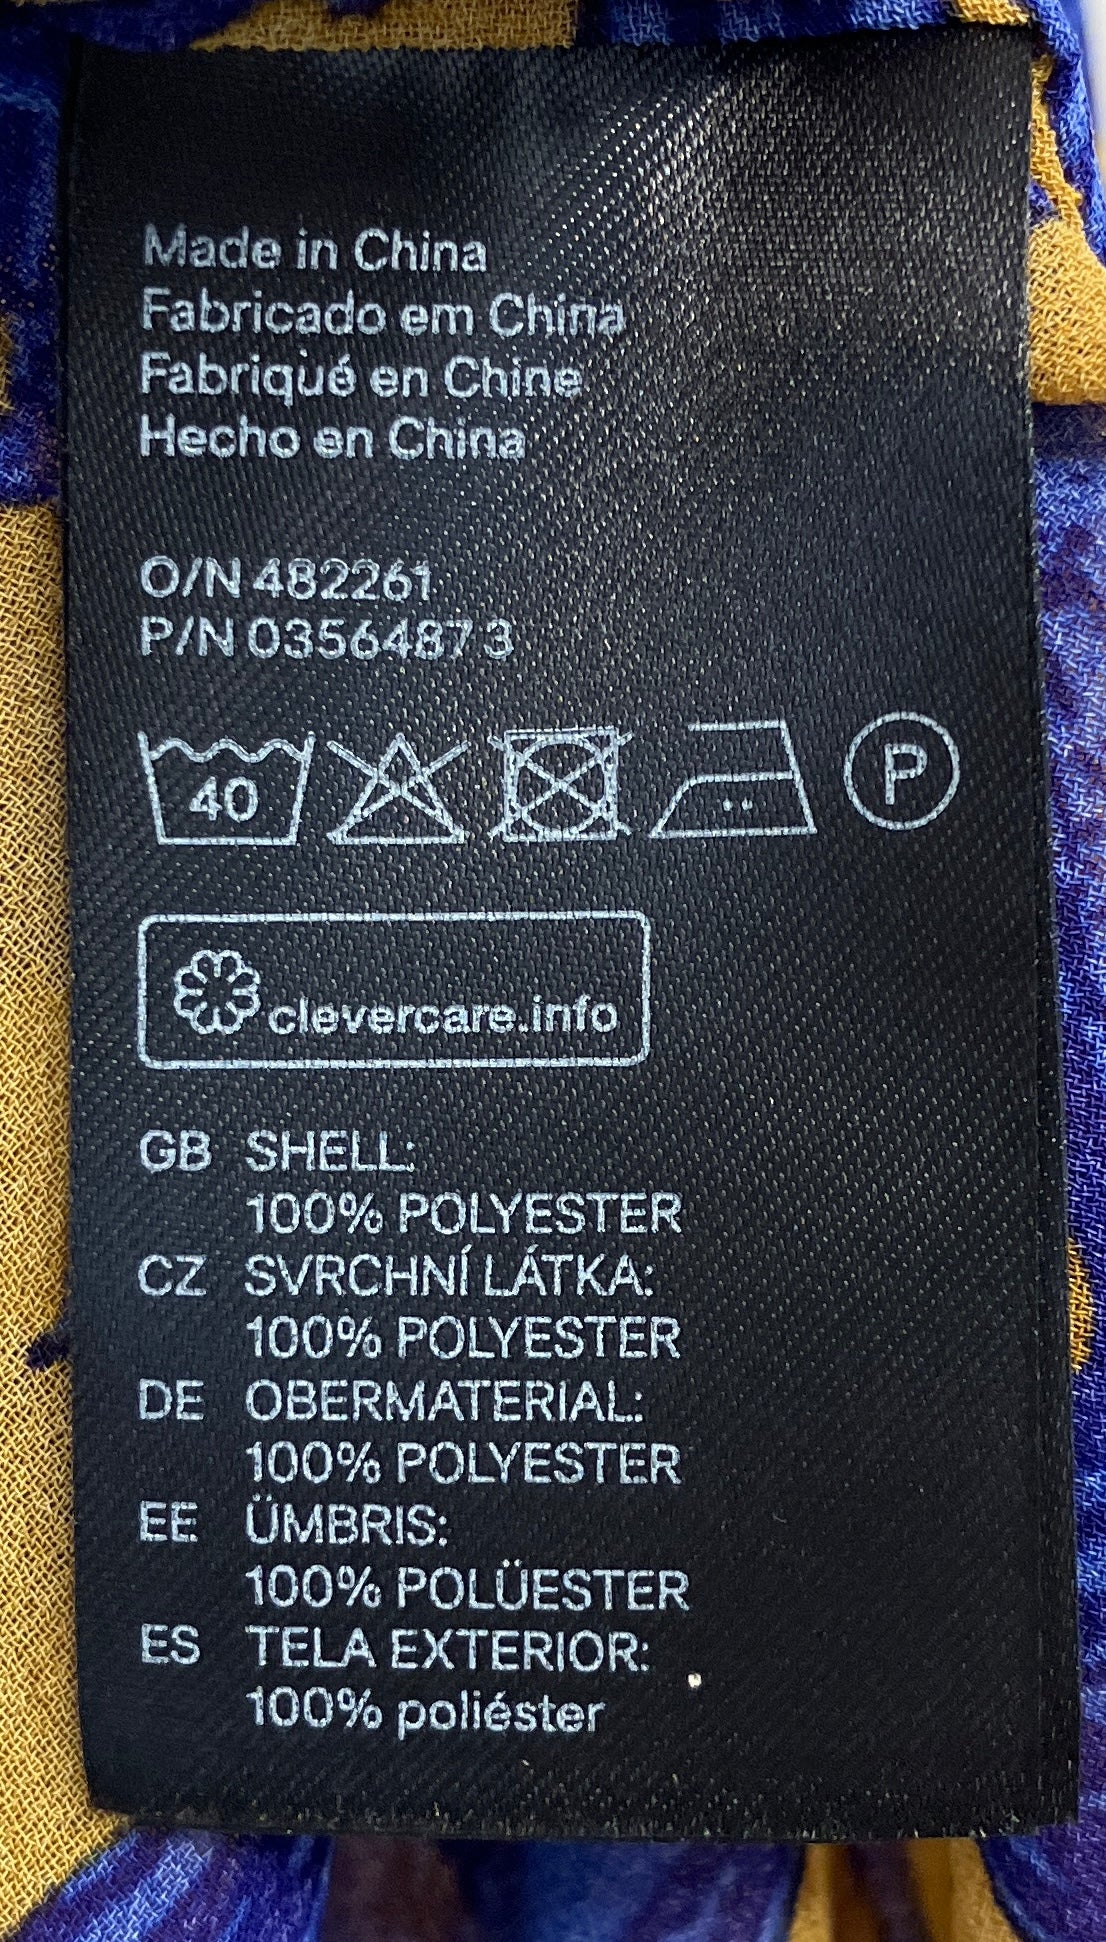 Made in China
Fabricado em China
Fabriqué en Chine
Hecho en China
O/N 482261
P/N 03564873
40 P
clevercare.info
GB SHELL:
100% POLYESTER
CZ SVRCHNÍ LÁTKA:
100% POLYESTER
DE OBERMATERIAL:
100% POLYESTER
EE ÜMBRIS:
100% POLÜESTER
ES TELA EXTERIOR:
100% poliéster